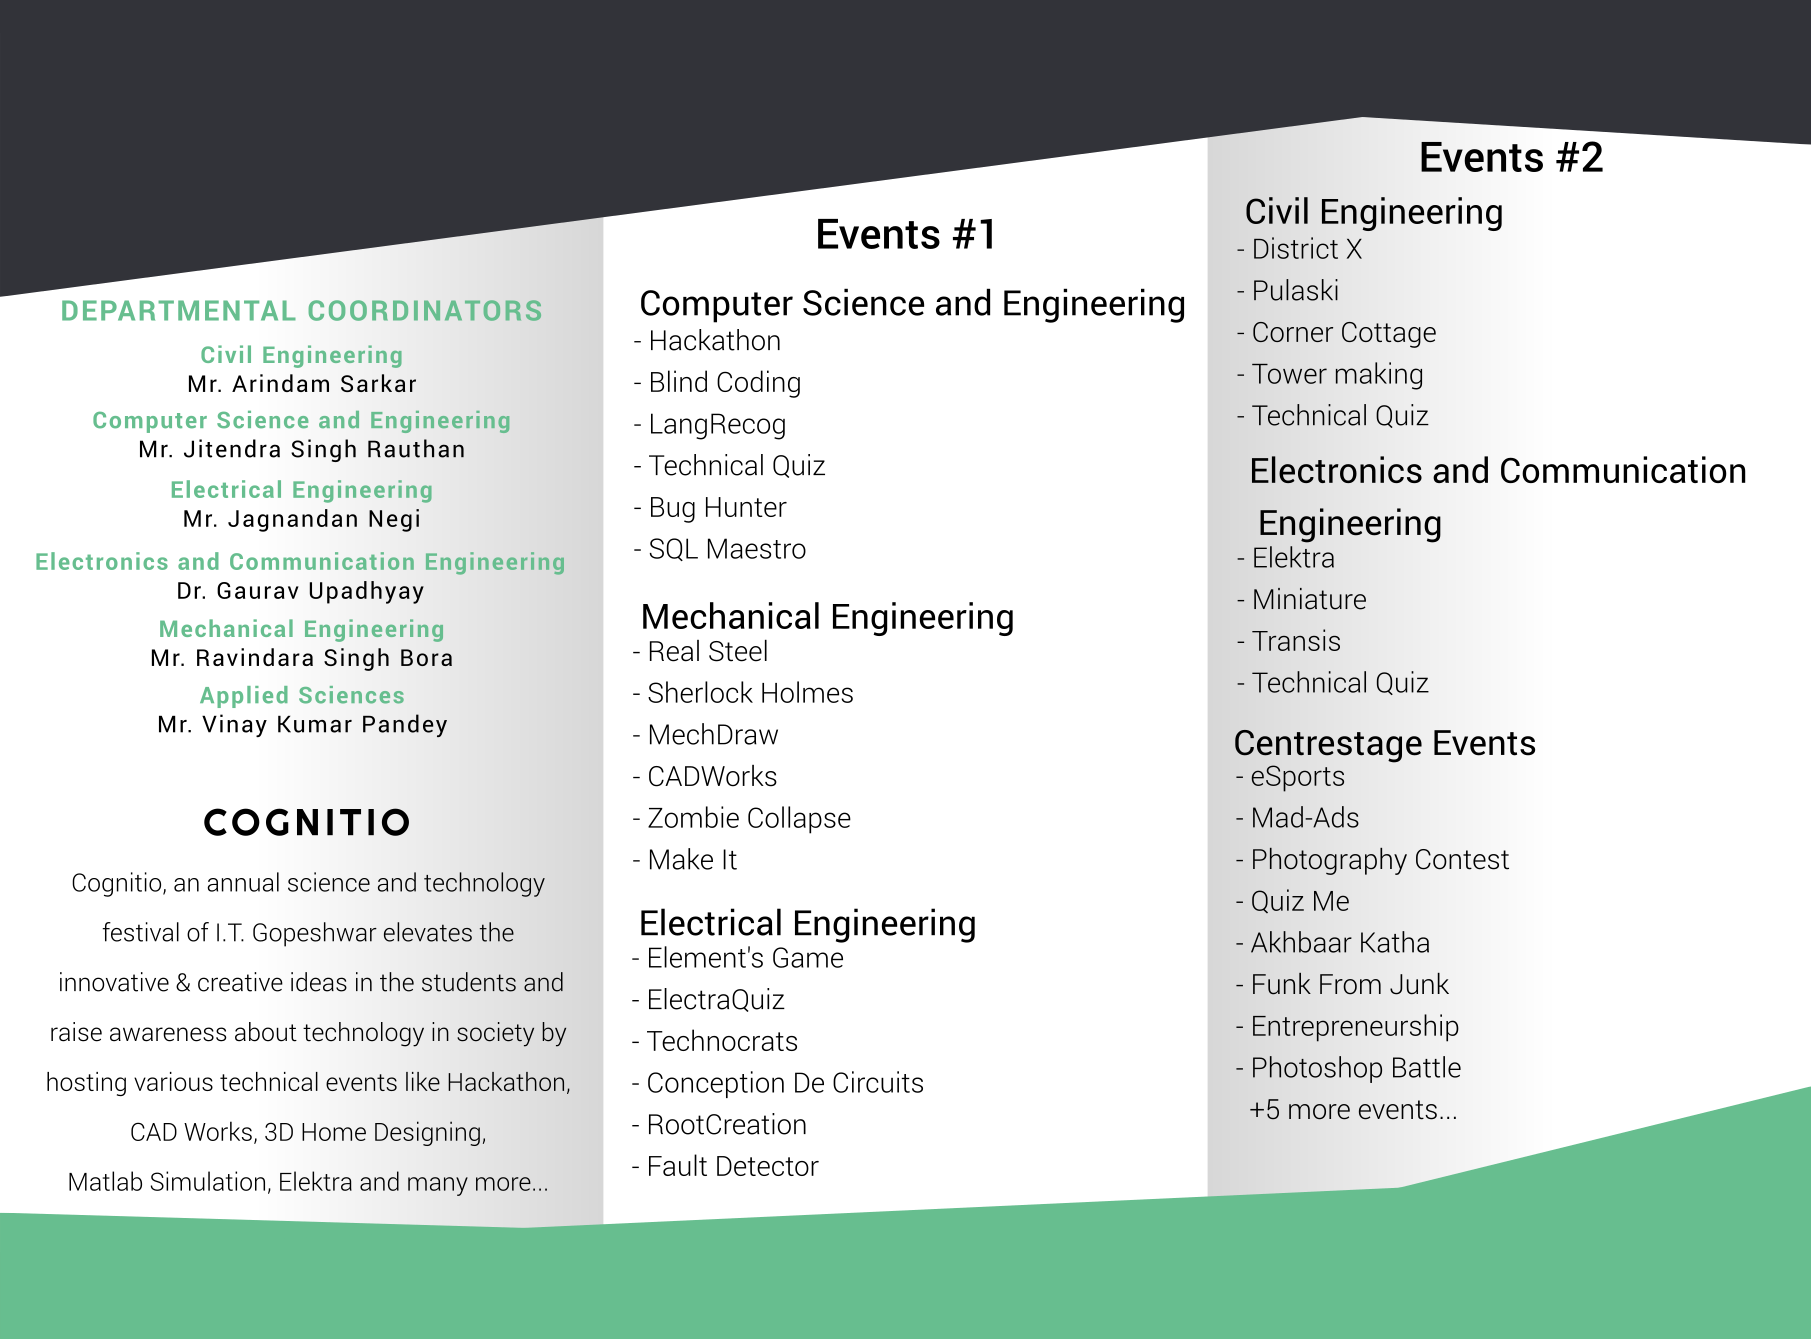 DEPARTMENTAL COORDINATORS
Civil Engineering
Mr. Arindam Sarkar
Computer Science and Engineering
Mr. Jitendra Singh Rauthan
Electrical Engineering
Mr. Jagnandan Negi
Electronics and Communication Engineering
Dr. Gaurav Upadhyay
Mechanical Engineering
Mr. Ravindara Singh Bora
Applied Sciences
Mr. Vinay Kumar Pandey
COGNITIO
Cognitio, an annual science and technology
festival of I.T. Gopeshwar elevates the
innovative & creative ideas in the students and
raise awareness about technology in society by
hosting various technical events like Hackathon,
CAD Works, 3D Home Designing,
Matlab Simulation, Elektra and many more...
Events #1
Computer Science and Engineering
- Hackathon
- Blind Coding
- LangRecog
- Technical Quiz
- Bug Hunter
- SQL Maestro
Mechanical Engineering
- Real Steel
- Sherlock Holmes
- MechDraw
- CADWorks
- Zombie Collapse
- Make It
Electrical Engineering
- Element's Game
- ElectraQuiz
- Technocrats
- Conception De Circuits
- RootCreation
- Fault Detector
Events #2
Civil Engineering
- District X
- Pulaski
- Corner Cottage
- Tower making
- Technical Quiz
Electronics and Communication
Engineering
- Elektra
- Miniature
- Transis
- Technical Quiz
Centrestage Events
- eSports
- Mad-Ads
- Photography Contest
- Quiz Me
- Akhbaar Katha
- Funk From Junk
- Entrepreneurship
- Photoshop Battle
+5 more events...